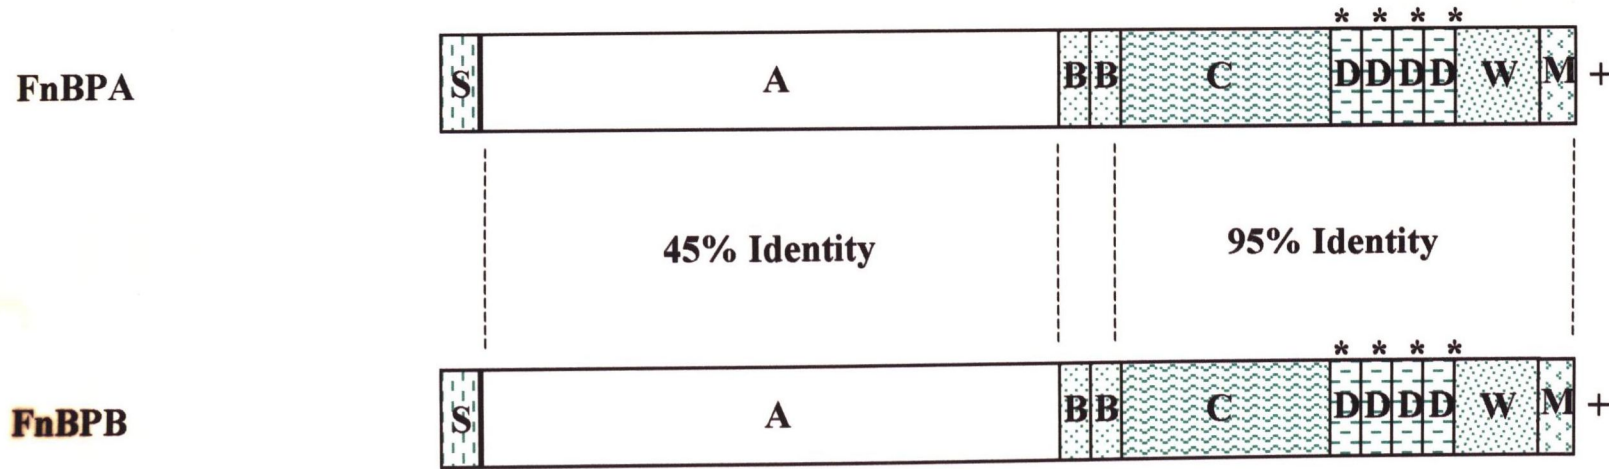 * * * *
FnBPA S A B B C D D D D W M +
45% Identity 95% Identity
* * * *
FnBPB S A B B C D D D D W M +